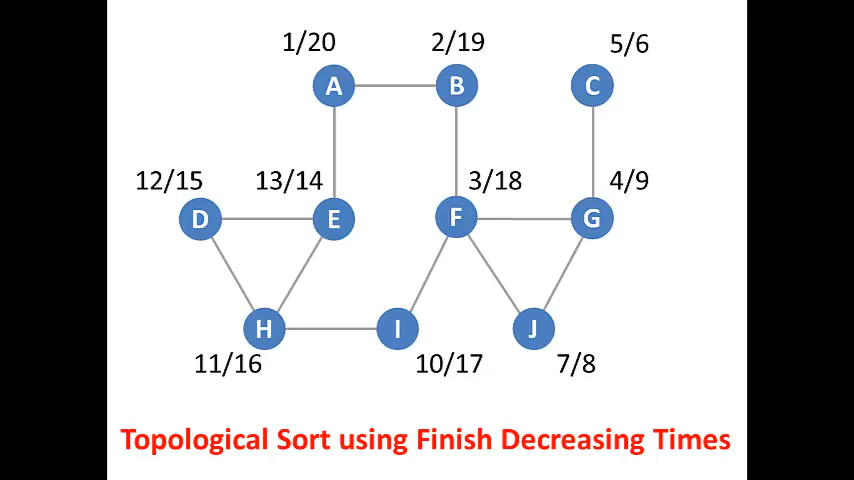 1/20 2/19 5/6
A B C
12/15 13/14 3/18 4/9
D E F G
H I J
11/16 10/17 7/8
Topological Sort using Finish Decreasing Times